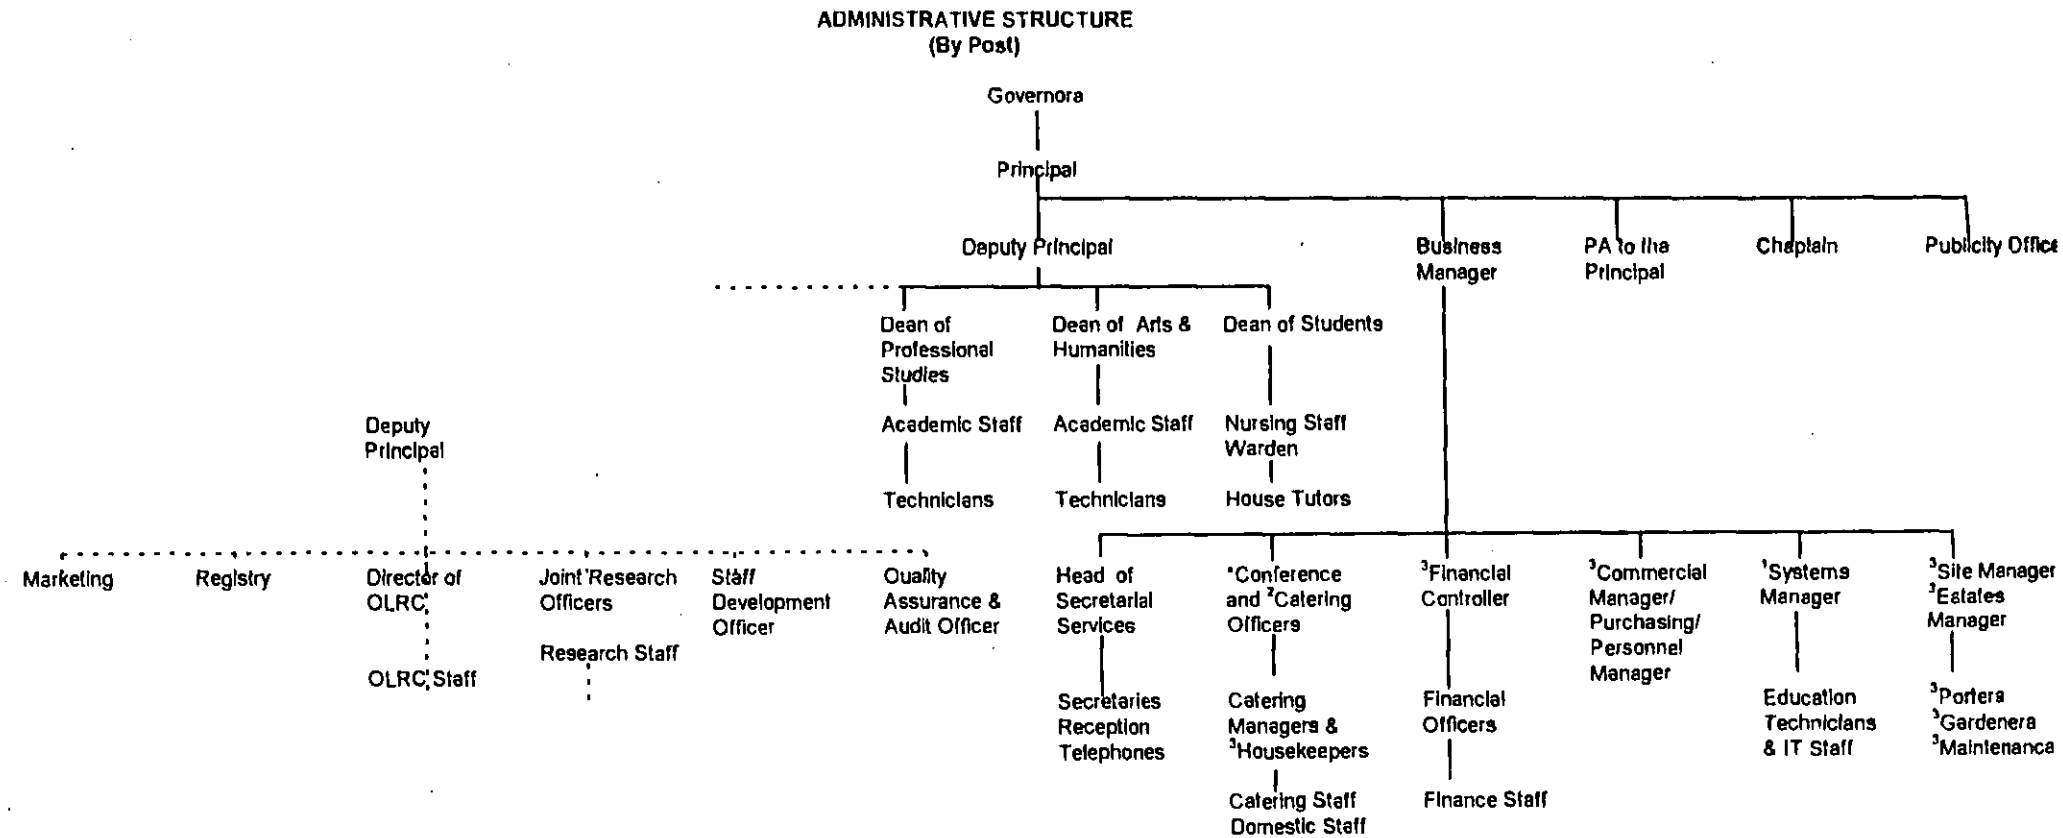 ADMINISTRATIVE STRUCTURE
(By Post)
Governora
Principal
Deputy Principal
Business
Manager
PA to lha
Principal
Chaplain
Publicity Office
Dean of
Professional
Studies
Dean of Arts &
Humanities
Dean of Students
Academic Staff
Academic Staff
Nursing Staff
Warden
Technicians
Technicians
House Tutors
Deputy
Principal
Marketing
Registry
Director of
OLRC
Joint Research
Officers
Staff
Development
Officer
Quality
Assurance &
Audit Officer
Research Staff
OLRC Staff
Head of
Secretarial
Services
*Conference
and ²Catering
Officers
³Financial
Controller
³Commercial
Manager/
Purchasing/
Personnel
Manager
¹Systems
Manager
³Site Manager
³Estates
Manager
Secretaries
Reception
Telephones
Catering
Managers &
³Housekeepers
Financial
Officers
Education
Technicians
& IT Staff
³Portera
³Gardenera
³Maintenanca
Catering Staff
Domestic Staff
Finance Staff